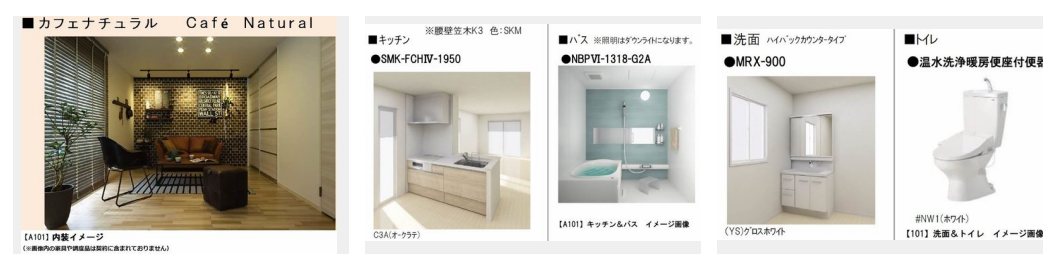 ■カフェナチュラル Café Natural
【A101】内装イメージ
(※画像内の家具や調度品は契約に含まれておりません)
※腰壁笠木K3 色:SKM
■キッチン
●SMK-FCHⅣ-1950
C3A(オークラテ)
■バス ※照明はダウンライトになります。
●NBPⅥ-1318-G2A
【A101】キッチン&バス イメージ画像
■洗面 ハイバックカウンタータイプ
●MRX-900
(YS)グロスホワイト
■トイレ
●温水洗浄暖房便座付便器
#NW1(ホワイト)
【101】洗面&トイレ イメージ画像